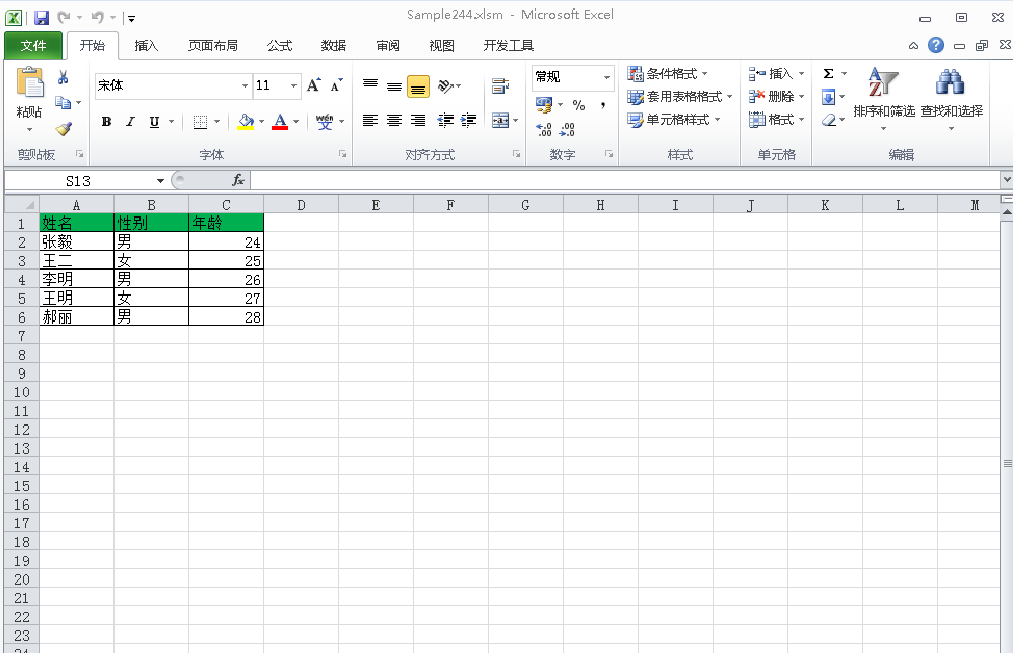 Sample244.xlsm - Microsoft Excel
文件 开始 插入 页面布局 公式 数据 审阅 视图 开发工具
宋体 11 常规 条件格式 插入 Σ
粘贴 套用表格格式 删除 排序和筛选 查找和选择
B I U A wén 文 % , 单元格样式 格式
剪贴板 字体 对齐方式 数字 样式 单元格 编辑
S13 fx
A B C D E F G H I J K L M
1 姓名 性别 年龄
2 张毅 男 24
3 王二 女 25
4 李明 男 26
5 王明 女 27
6 郝丽 男 28
7
8
9
10
11
12
13
14
15
16
17
18
19
20
21
22
23
24